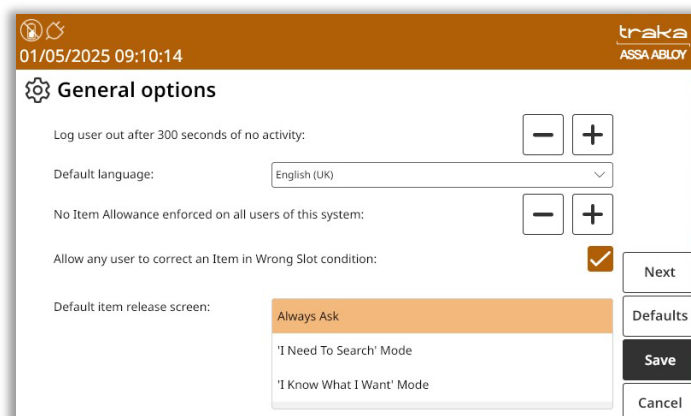 traka
01/05/2025 09:10:14
ASSA ABLOY
General options
Log user out after 300 seconds of no activity:
Default language:
English (UK)
No Item Allowance enforced on all users of this system:
Allow any user to correct an Item in Wrong Slot condition:
Next
Default item release screen:
Always Ask
Defaults
'I Need To Search' Mode
Save
'I Know What I Want' Mode
Cancel